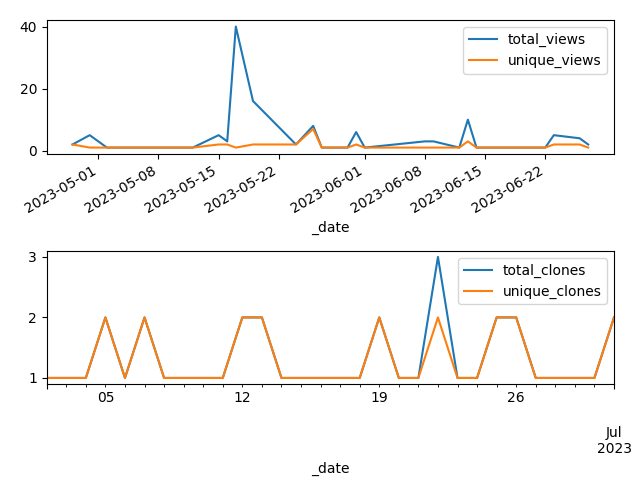 40
20
0
total_views
unique_views
2023-05-01
2023-05-08
2023-05-15
2023-05-22
2023-06-01
2023-06-08
2023-06-15
2023-06-22
_date
3
2
1
total_clones
unique_clones
05
12
19
26
Jul
2023
_date